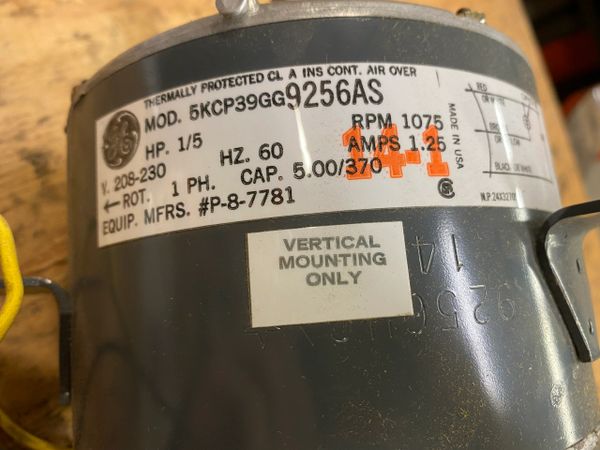 THERMALLY PROTECTED CL A INS CONT. AIR OVER
MOD. 5KCP39GG9256AS
HP. 1/5 RPM 1075
V. 208-230 HZ. 60 AMPS 1.25
←ROT. 1 PH. CAP. 5.00/370
EQUIP. MFRS. #P-8-7781
14-1
MADE IN USA
RED
VERTICAL
MOUNTING
ONLY
14